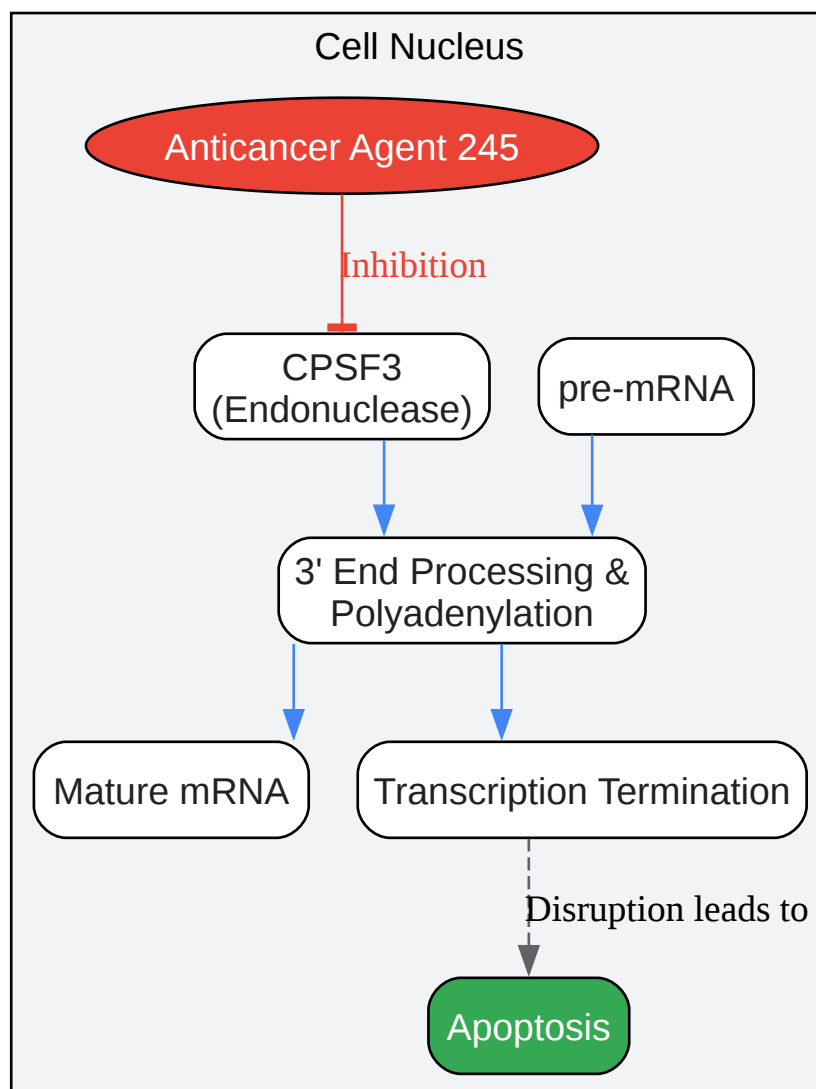 Cell Nucleus
Anticancer Agent 245
Inhibition
CPSF3
(Endonuclease)
pre-mRNA
3' End Processing &
Polyadenylation
Mature mRNA
Transcription Termination
Disruption leads to
Apoptosis